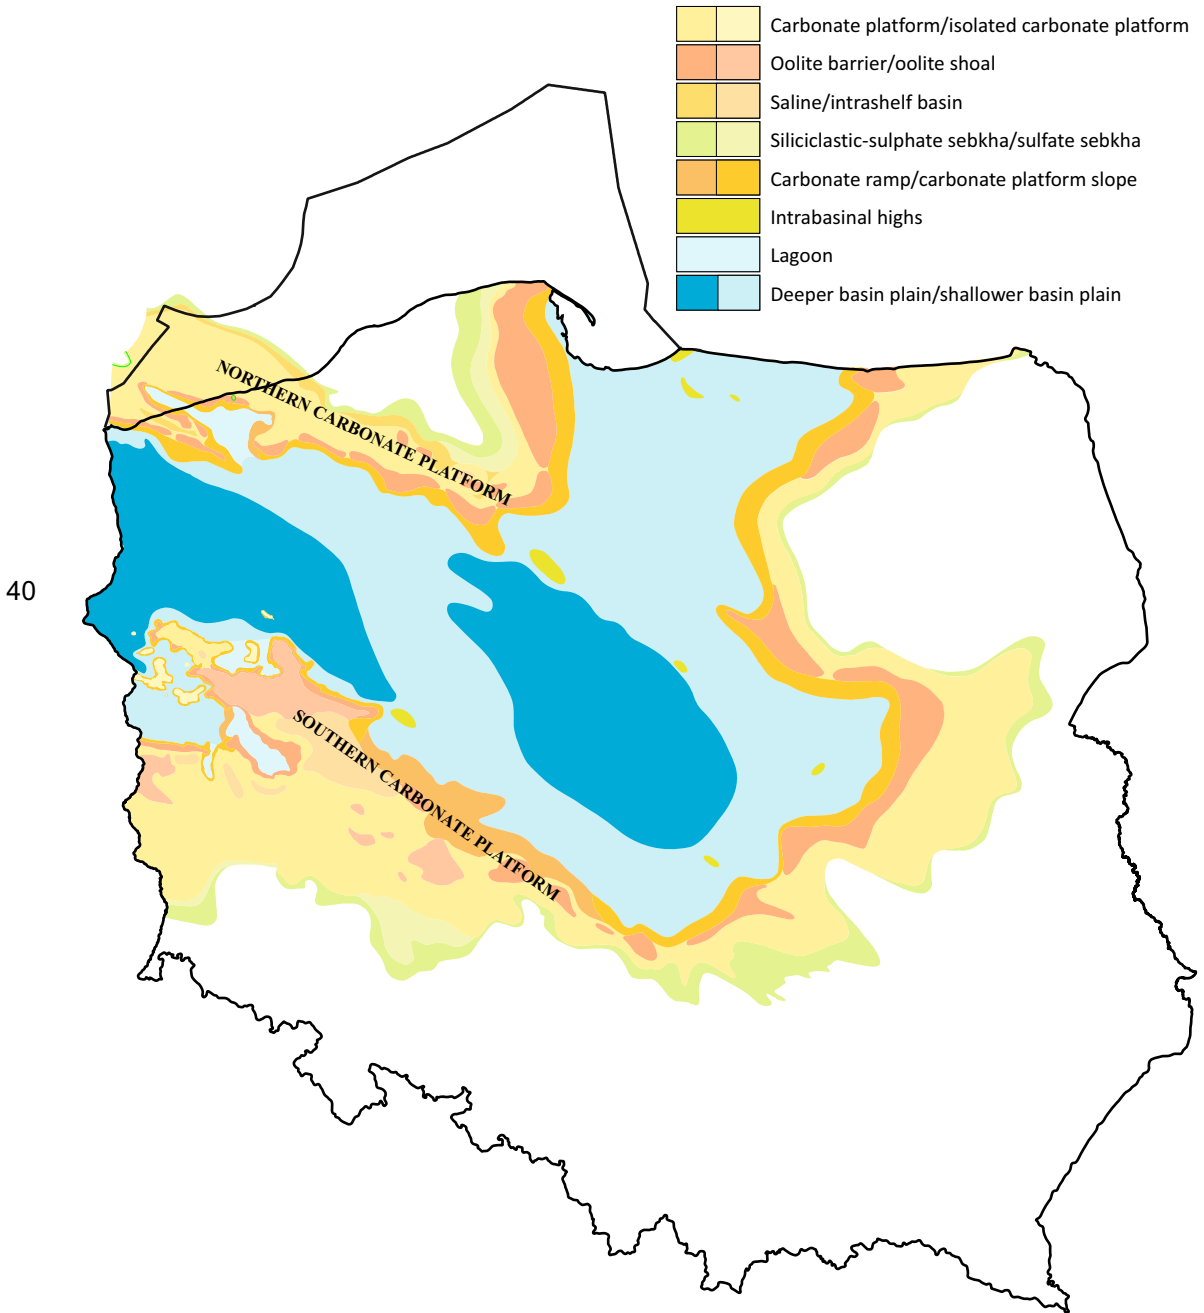 Carbonate platform/isolated carbonate platform
Oolite barrier/oolite shoal
Saline/intrashelf basin
Siliciclastic-sulphate sebkha/sulfate sebkha
Carbonate ramp/carbonate platform slope
Intrabasinal highs
Lagoon
Deeper basin plain/shallower basin plain
NORTHERN CARBONATE PLATFORM
40
SOUTHERN CARBONATE PLATFORM